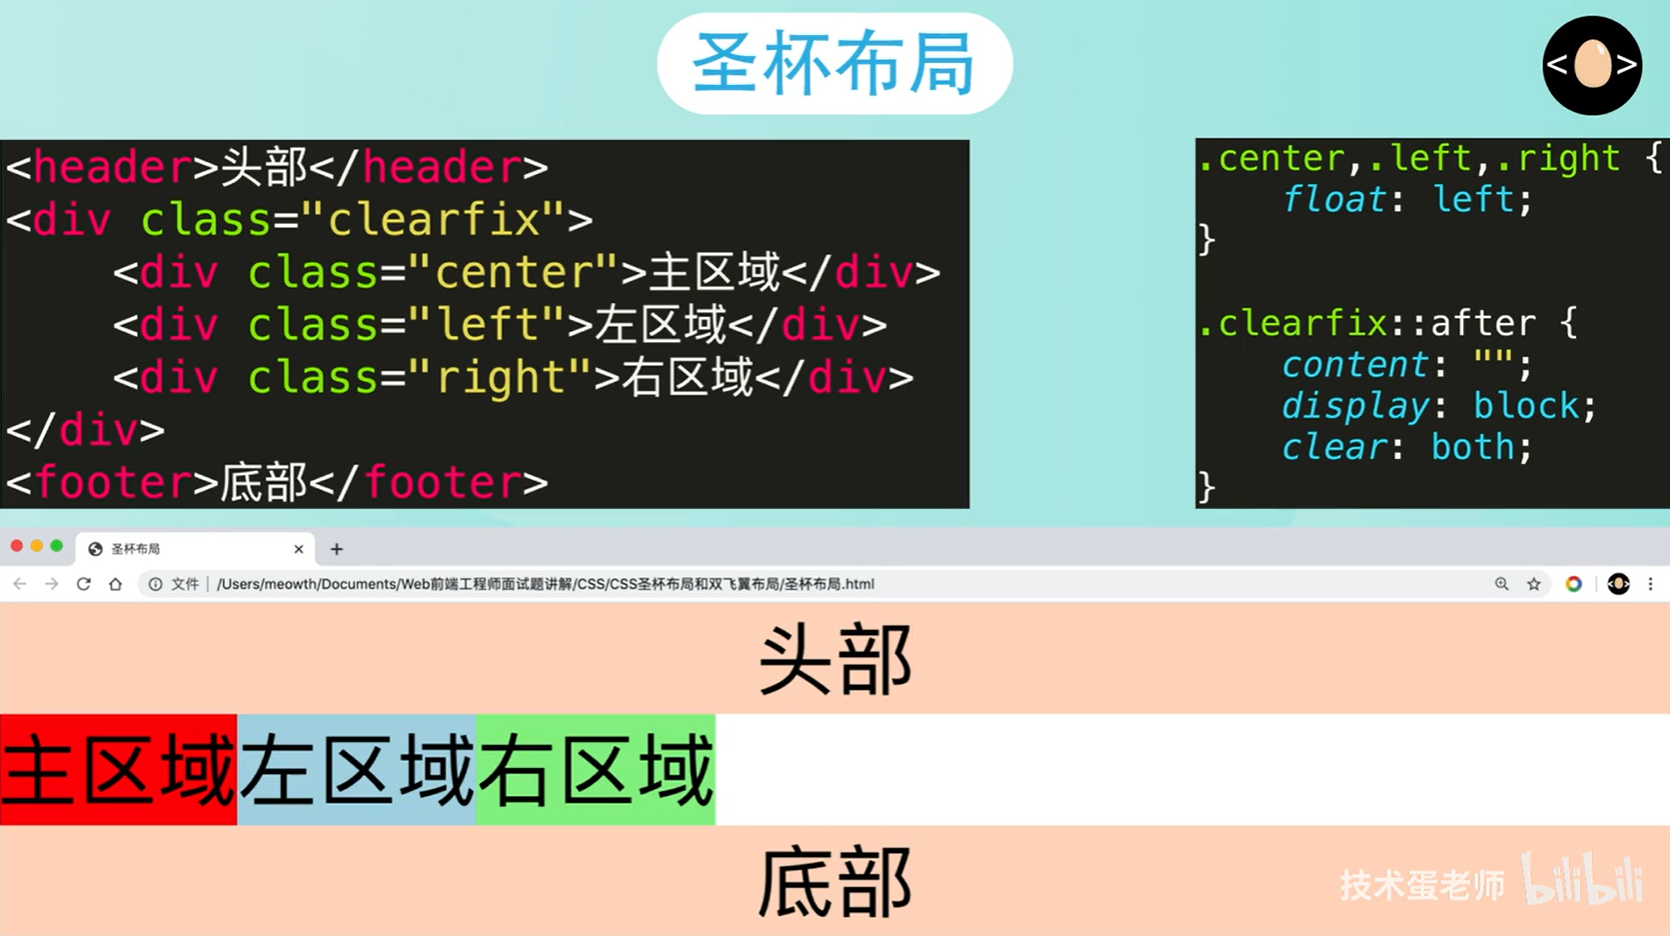 圣杯布局
< >
<header>头部</header>
<div class="clearfix">
<div class="center">主区域</div>
<div class="left">左区域</div>
<div class="right">右区域</div>
</div>
<footer>底部</footer>
.center,.left,.right {
float: left;
}
.clearfix::after {
content: "";
display: block;
clear: both;
}
圣杯布局
文件 | /Users/meowth/Documents/Web前端工程师面试题讲解/CSS/CSS圣杯布局和双飞翼布局/圣杯布局.html
头部
主区域 左区域 右区域
底部
技术蛋老师 bilibili